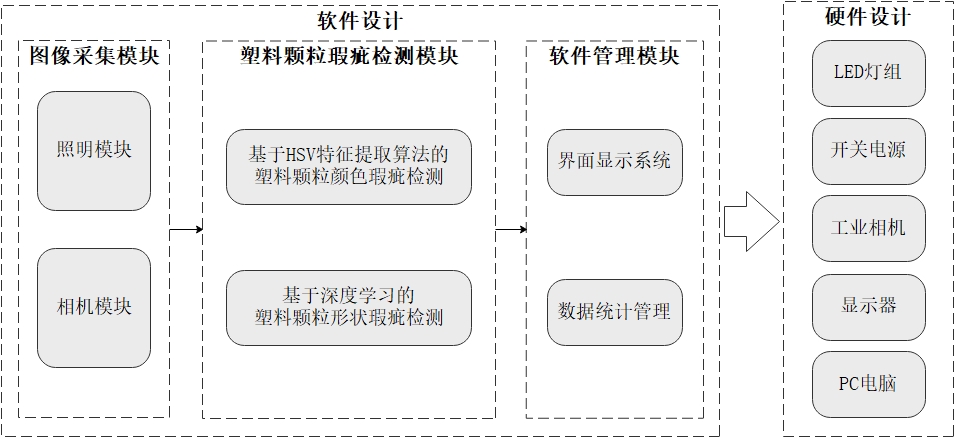 软件设计
图像采集模块
照明模块
相机模块
塑料颗粒瑕疵检测模块
基于HSV特征提取算法的
塑料颗粒颜色瑕疵检测
基于深度学习的
塑料颗粒形状瑕疵检测
软件管理模块
界面显示系统
数据统计管理
硬件设计
LED灯组
开关电源
工业相机
显示器
PC电脑